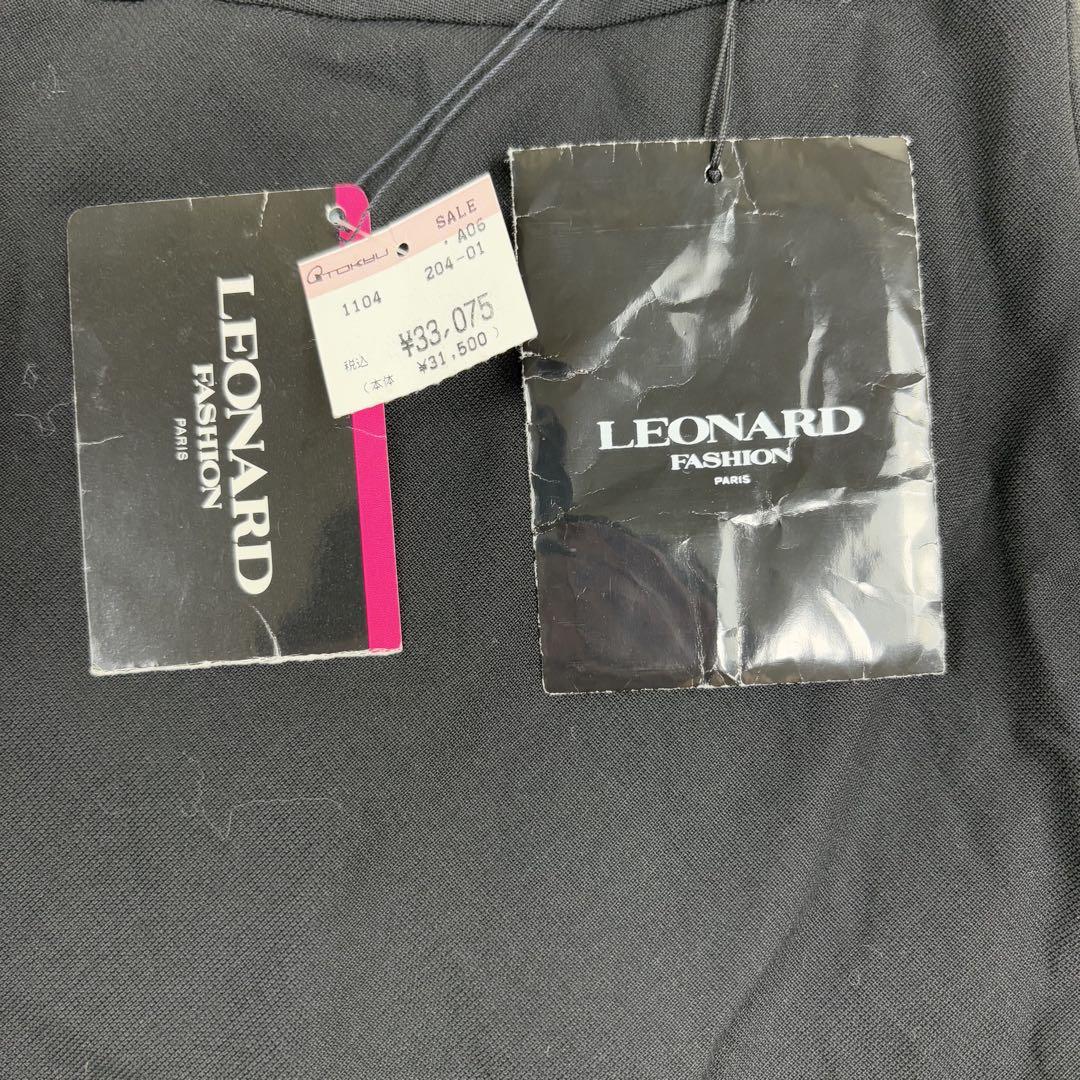 LEONARD
FASHION
PARIS
TOKYU
SALE
A06
204-01
1104
¥33,075
税込
(本体 ¥31,500)
LEONARD
FASHION
PARIS